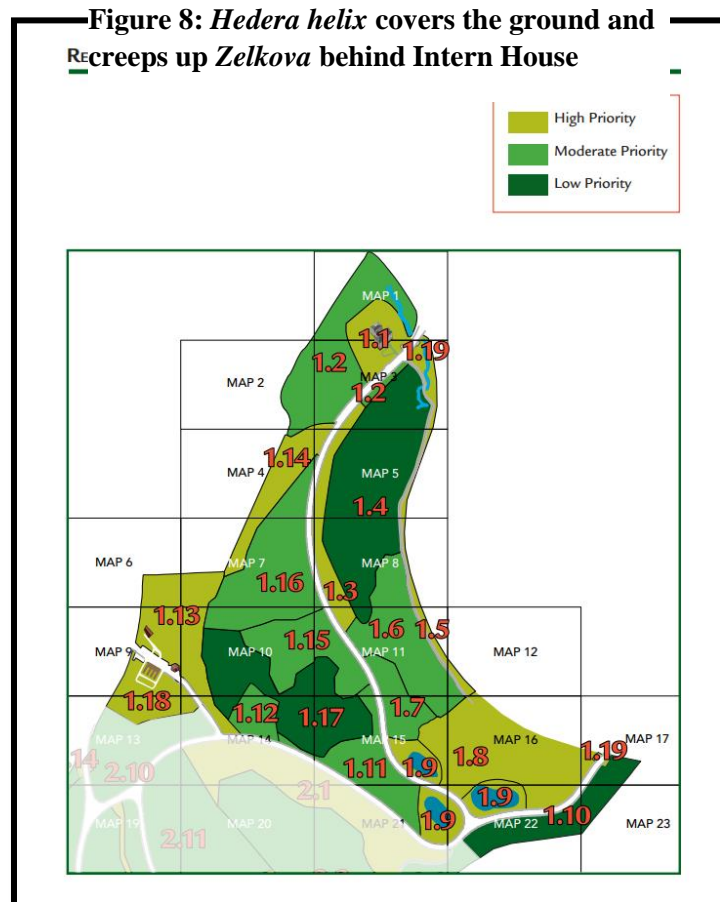 Figure 8: Hedera helix covers the ground and
creeps up Zelkova behind Intern House
High Priority
Moderate Priority
Low Priority
MAP 1
1.1
1.19
1.2
MAP 3
MAP 2
1.2
1.14
MAP 4
MAP 5
1.4
MAP 6
MAP 7
MAP 8
1.16
1.3
1.13
1.15
1.6
1.5
MAP 9
MAP 10
MAP 11
MAP 12
1.18
1.12
1.17
1.7
MAP 13
MAP 14
MAP 15
1.8
MAP 16
1.19
MAP 17
14
2.10
1.11
1.9
2.1
1.9
1.9
1.10
MAP 19
2.11
MAP 20
MAP 21
MAP 22
MAP 23